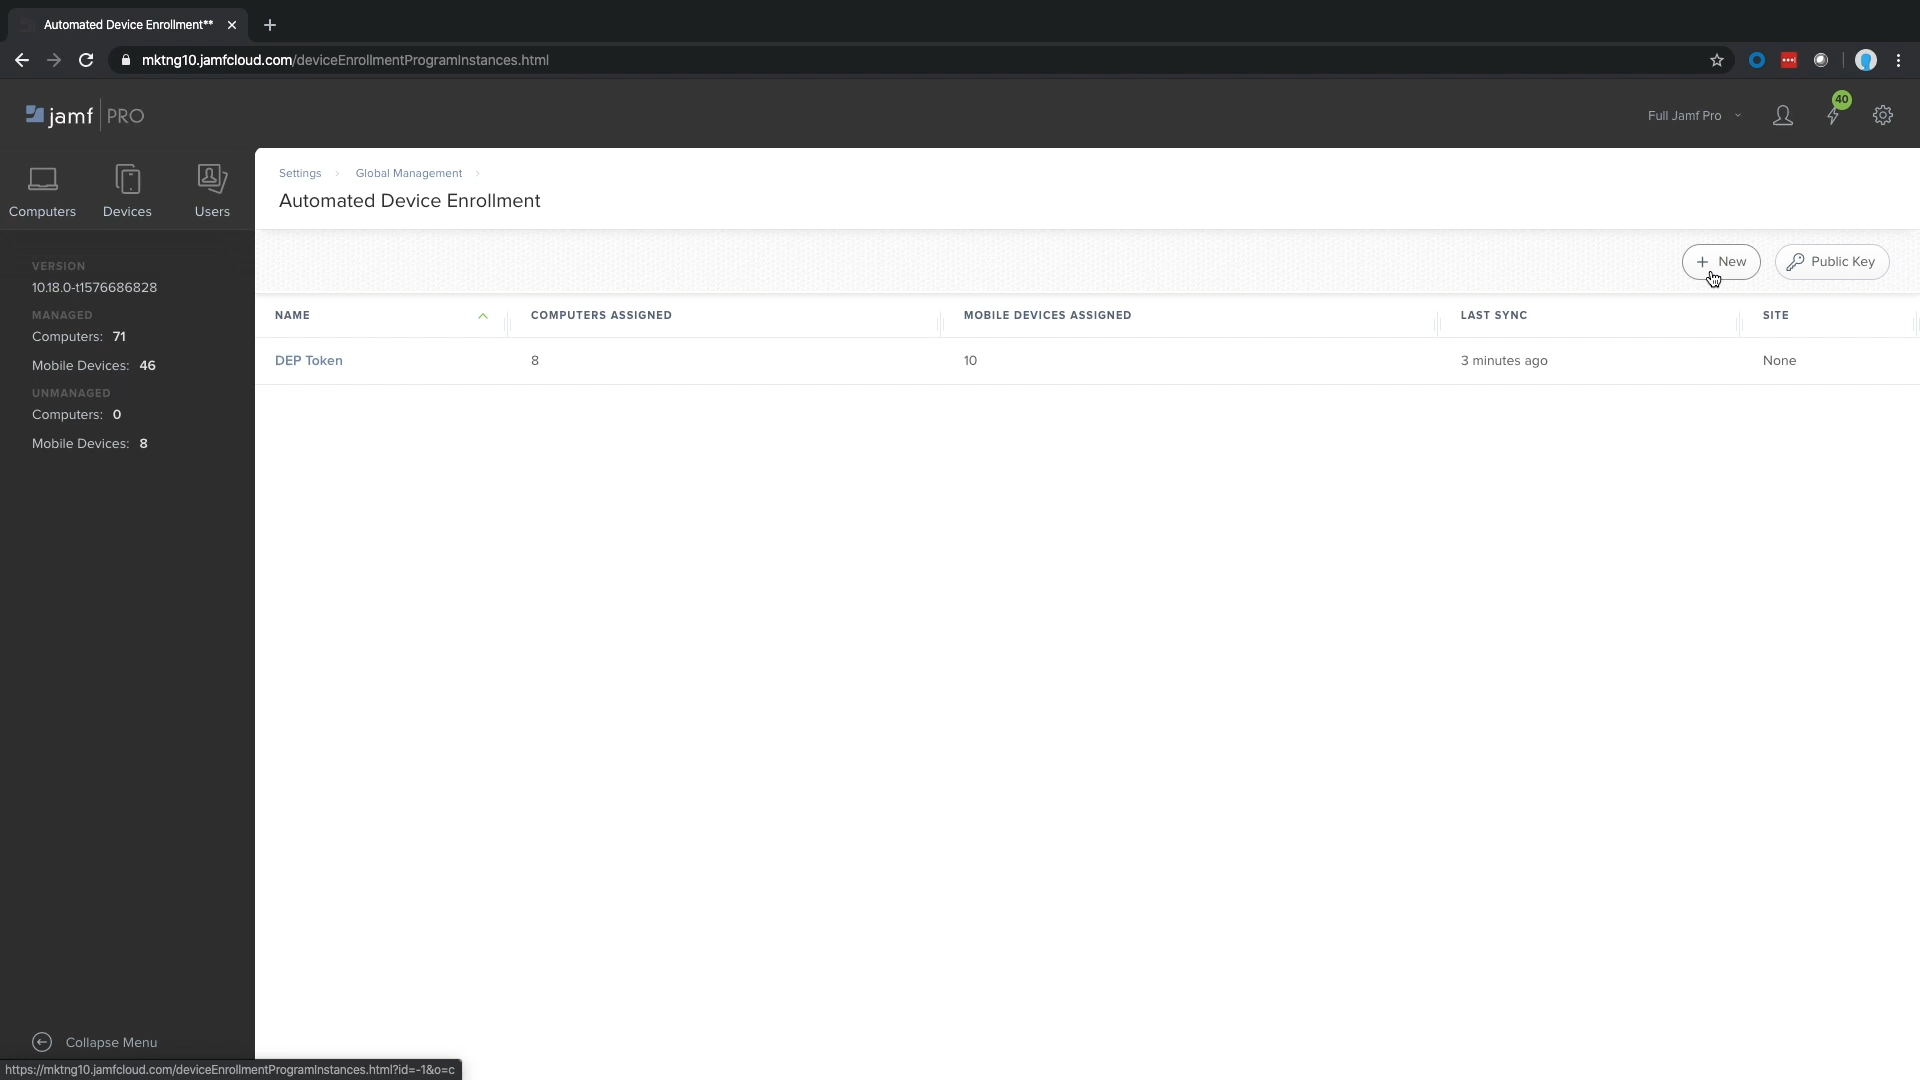 Automated Device Enrollment**
mktng10.jamfcloud.com/deviceEnrollmentProgramInstances.html
jamf PRO
Full Jamf Pro
40
Computers Devices Users
Settings Global Management
Automated Device Enrollment
New Public Key
VERSION
10.18.0-t1576686828
MANAGED
Computers: 71
Mobile Devices: 46
UNMANAGED
Computers: 0
Mobile Devices: 8
NAME COMPUTERS ASSIGNED MOBILE DEVICES ASSIGNED LAST SYNC SITE
DEP Token 8 10 3 minutes ago None
Collapse Menu
https://mktng10.jamfcloud.com/deviceEnrollmentProgramInstances.html?id=-1&o=c